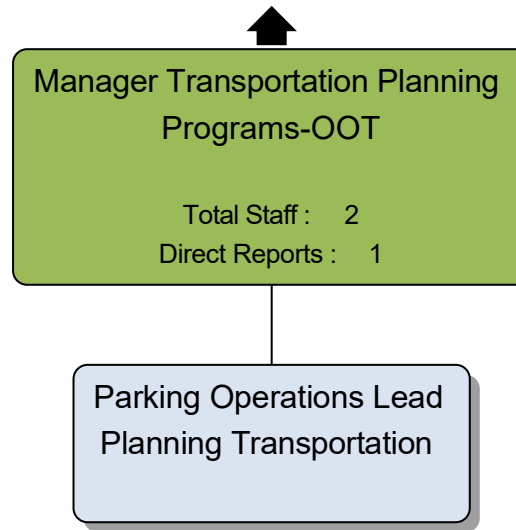 Manager Transportation Planning
Programs-OOT
Total Staff : 2
Direct Reports : 1
Parking Operations Lead
Planning Transportation